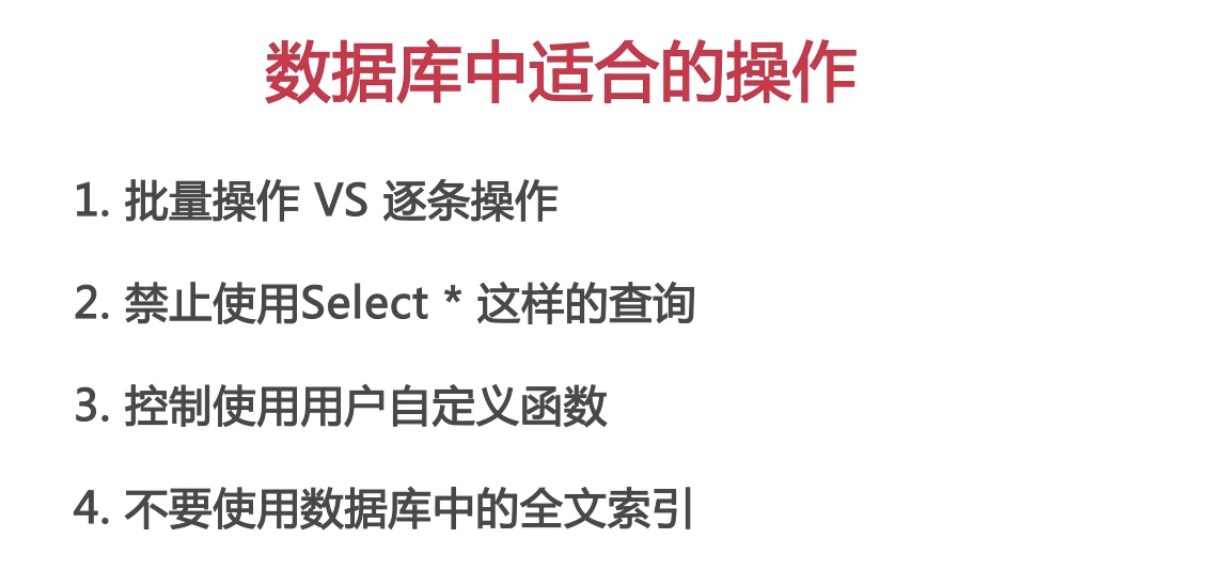 数据库中适合的操作
1. 批量操作 VS 逐条操作
2. 禁止使用Select * 这样的查询
3. 控制使用用户自定义函数
4. 不要使用数据库中的全文索引